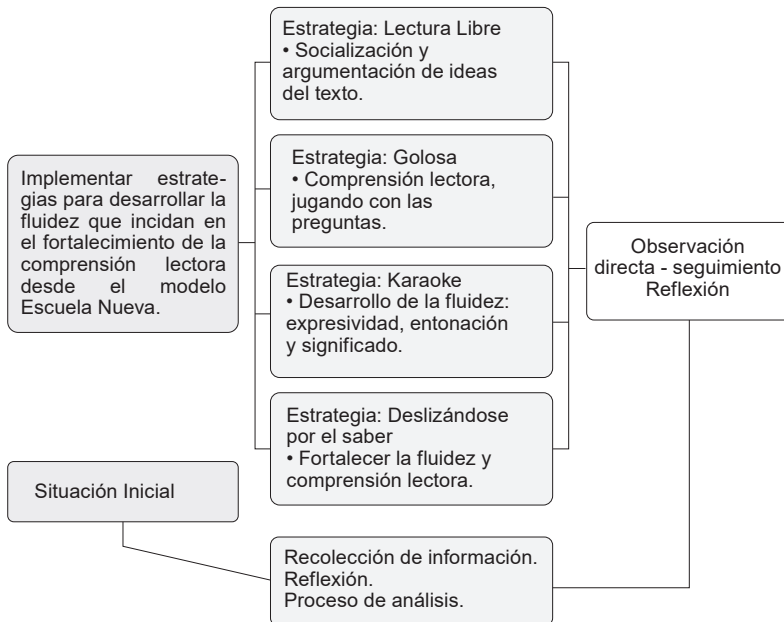 Implementar estrate-
gias para desarrollar la
fluidez que incidan en
el fortalecimiento de la
comprensión lectora
desde el modelo
Escuela Nueva.
Estrategia: Lectura Libre
• Socialización y
argumentación de ideas
del texto.
Estrategia: Golosa
• Comprensión lectora,
jugando con las
preguntas.
Estrategia: Karaoke
• Desarrollo de la fluidez:
expresividad, entonación
y significado.
Estrategia: Deslizándose
por el saber
• Fortalecer la fluidez y
comprensión lectora.
Observación
directa - seguimiento
Reflexión
Situación Inicial
Recolección de información.
Reflexión.
Proceso de análisis.